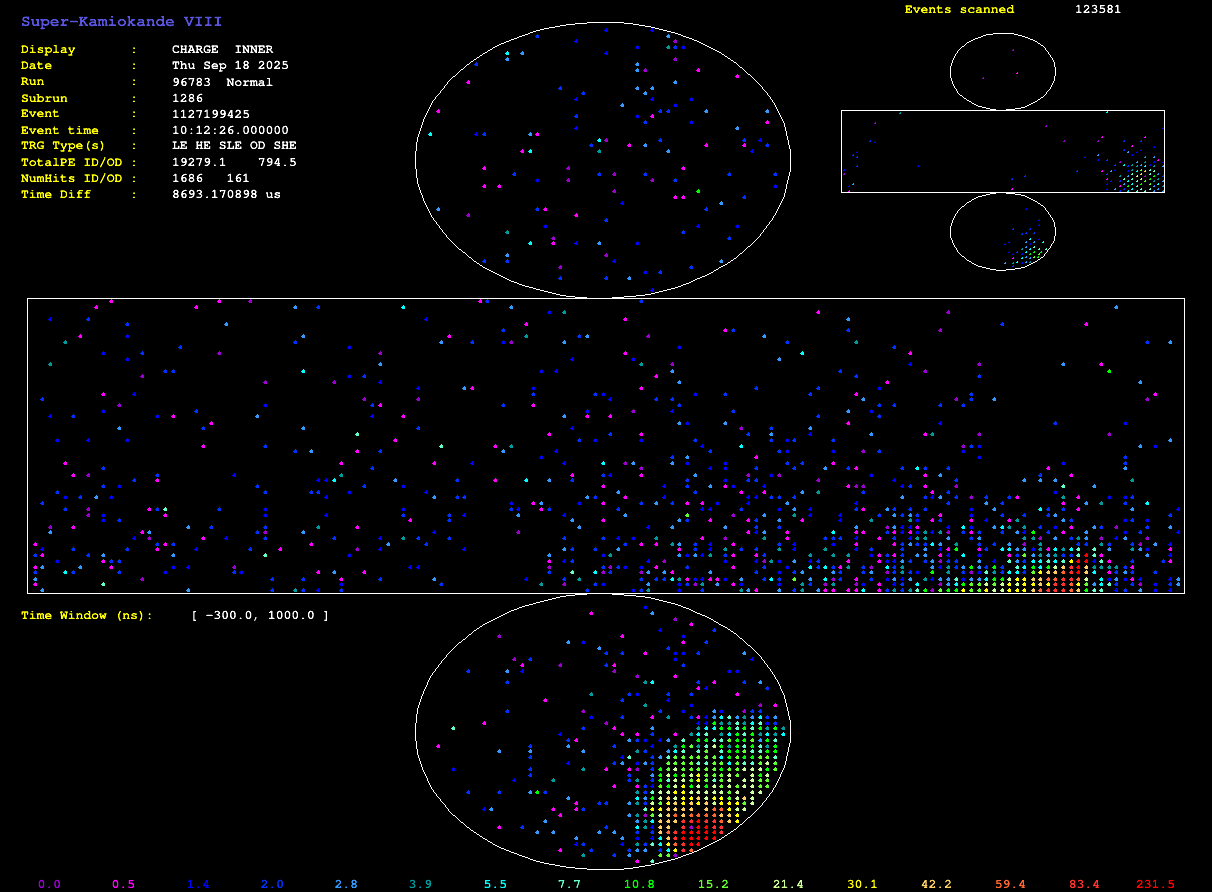 Super-Kamiokande VIII
Events scanned 123581
Display : CHARGE INNER
Date : Thu Sep 18 2025
Run : 96783 Normal
Subrun : 1286
Event : 1127199425
Event time : 10:12:26.000000
TRG Type(s) : LE HE SLE OD SHE
TotalPE ID/OD : 19279.1 794.5
NumHits ID/OD : 1686 161
Time Diff : 8693.170898 us
Time Window (ns): [ -300.0, 1000.0 ]
0.0 0.5 1.4 2.0 2.8 3.9 5.5 7.7 10.8 15.2 21.4 30.1 42.2 59.4 83.4 231.5